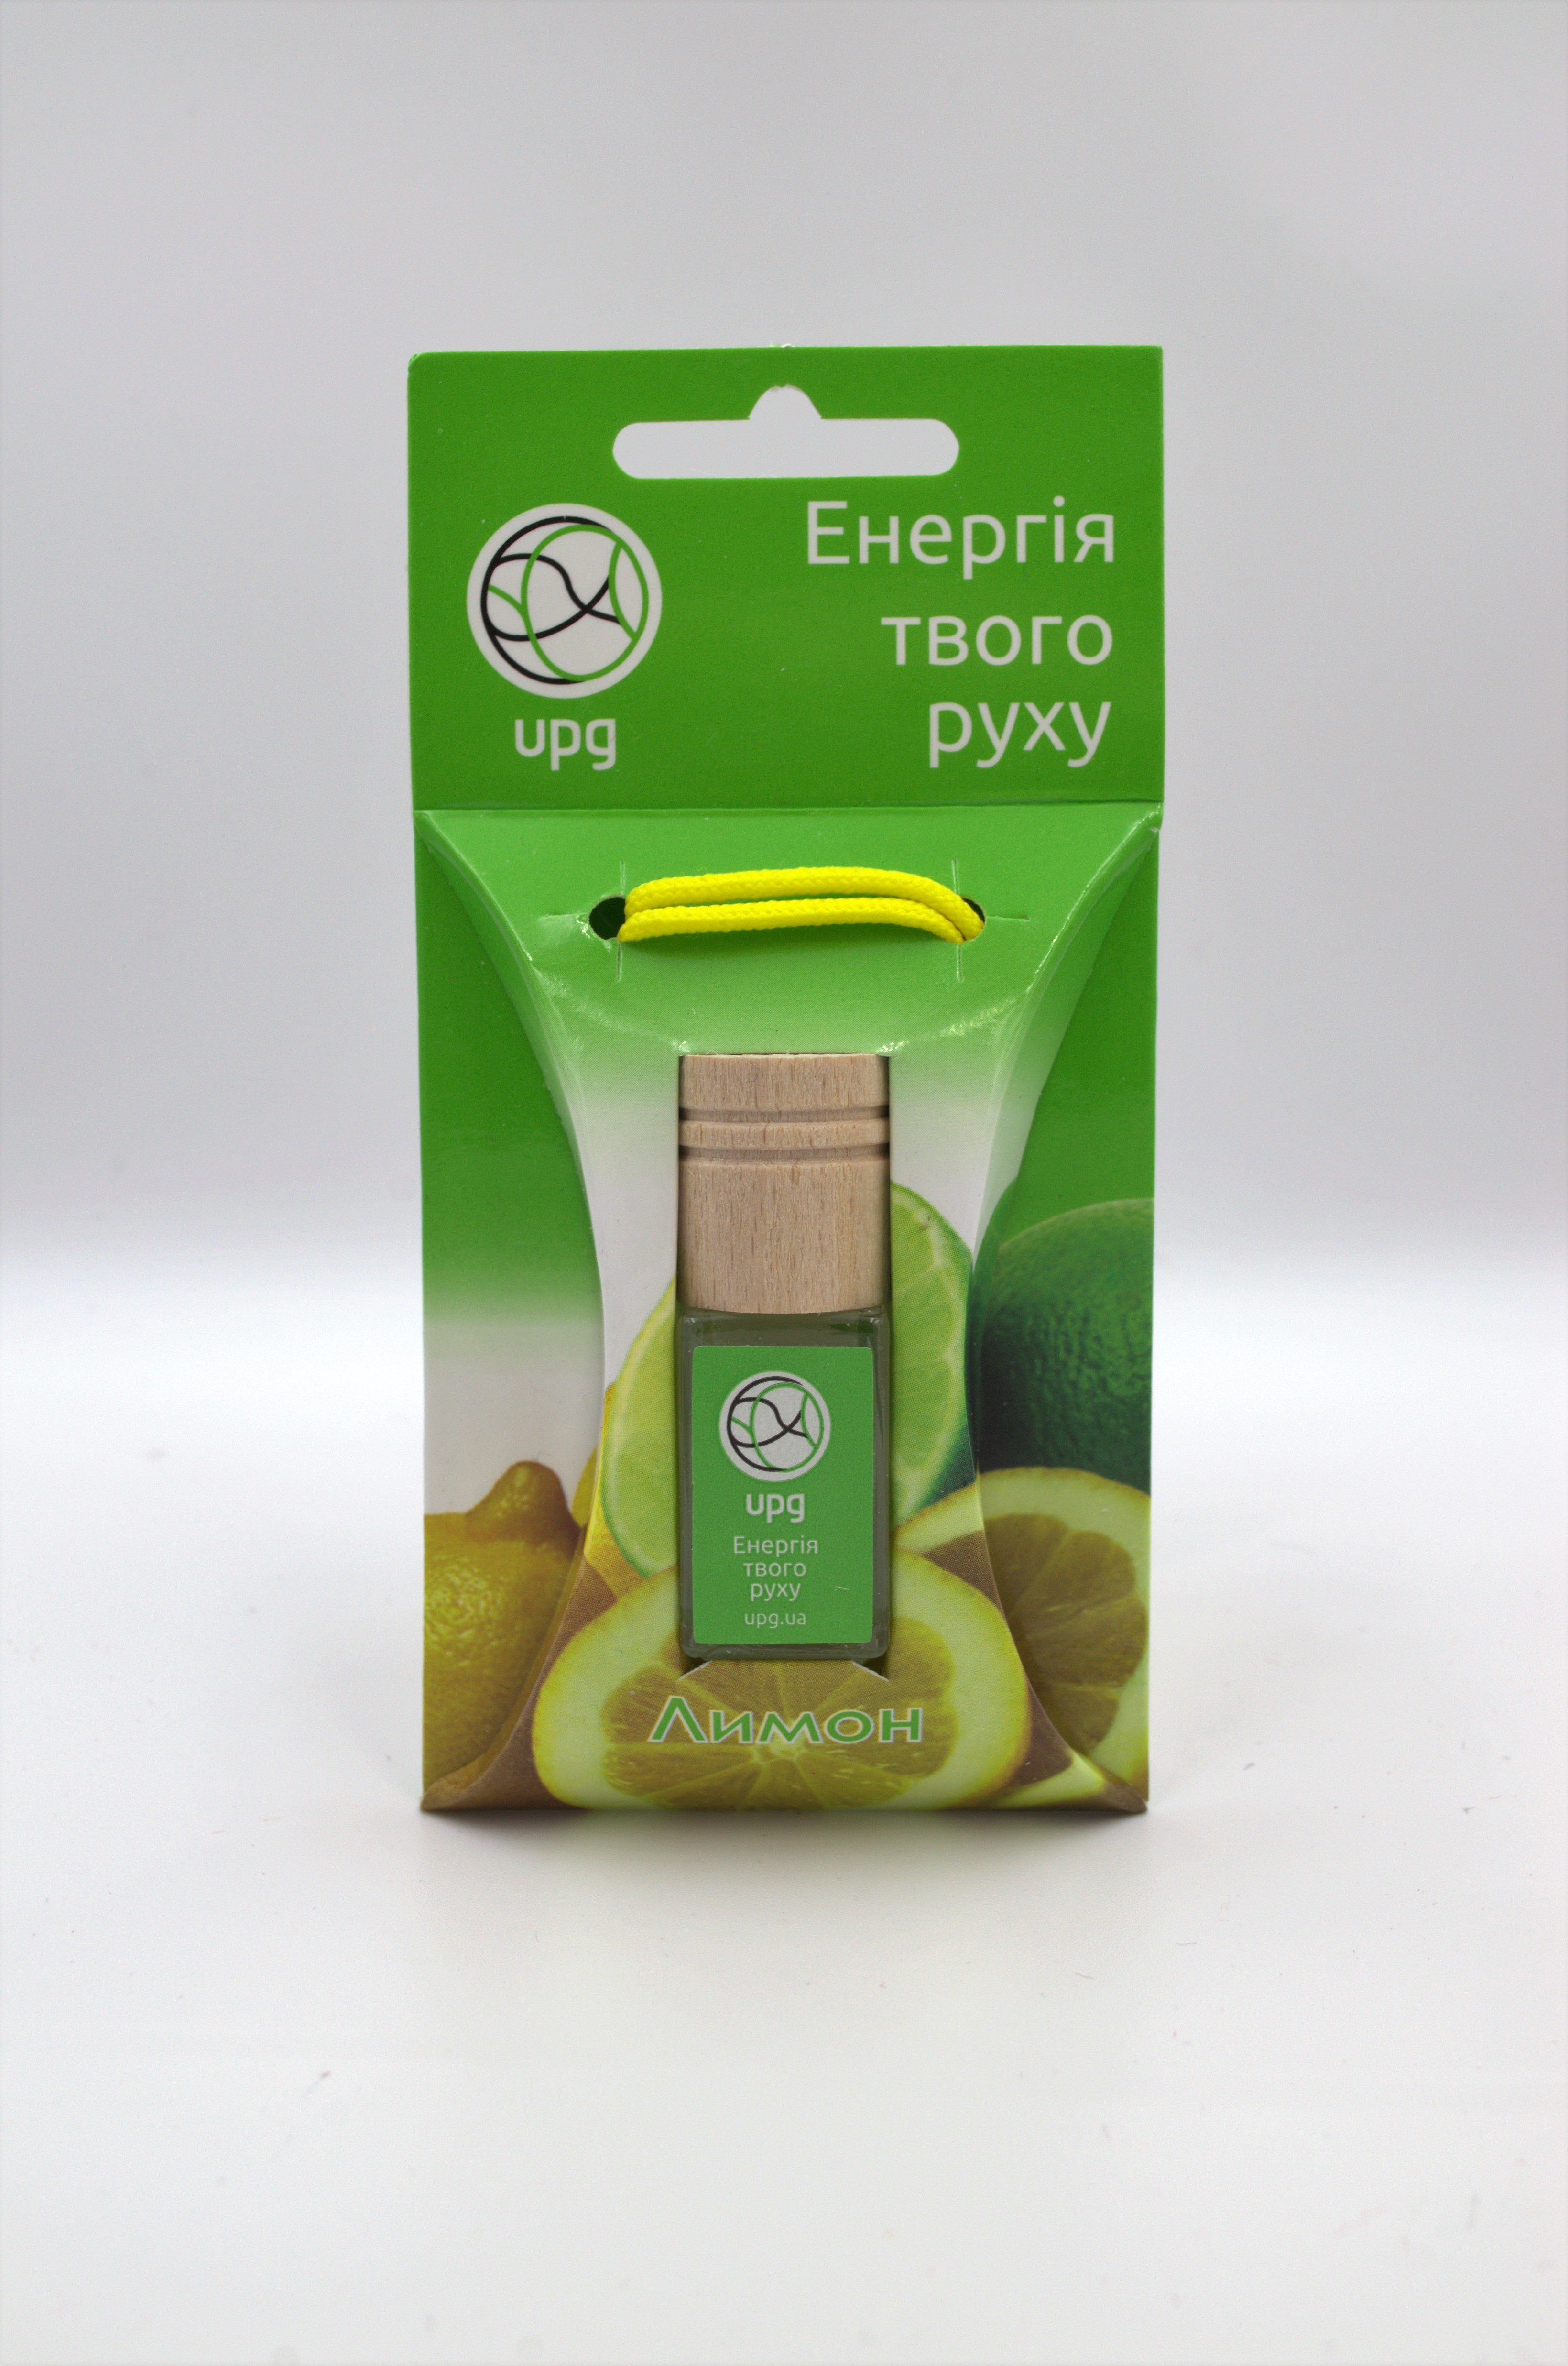 upg
Енергія
твого
руху
upg
Енергія
твого
руху
upg.ua
Лимон